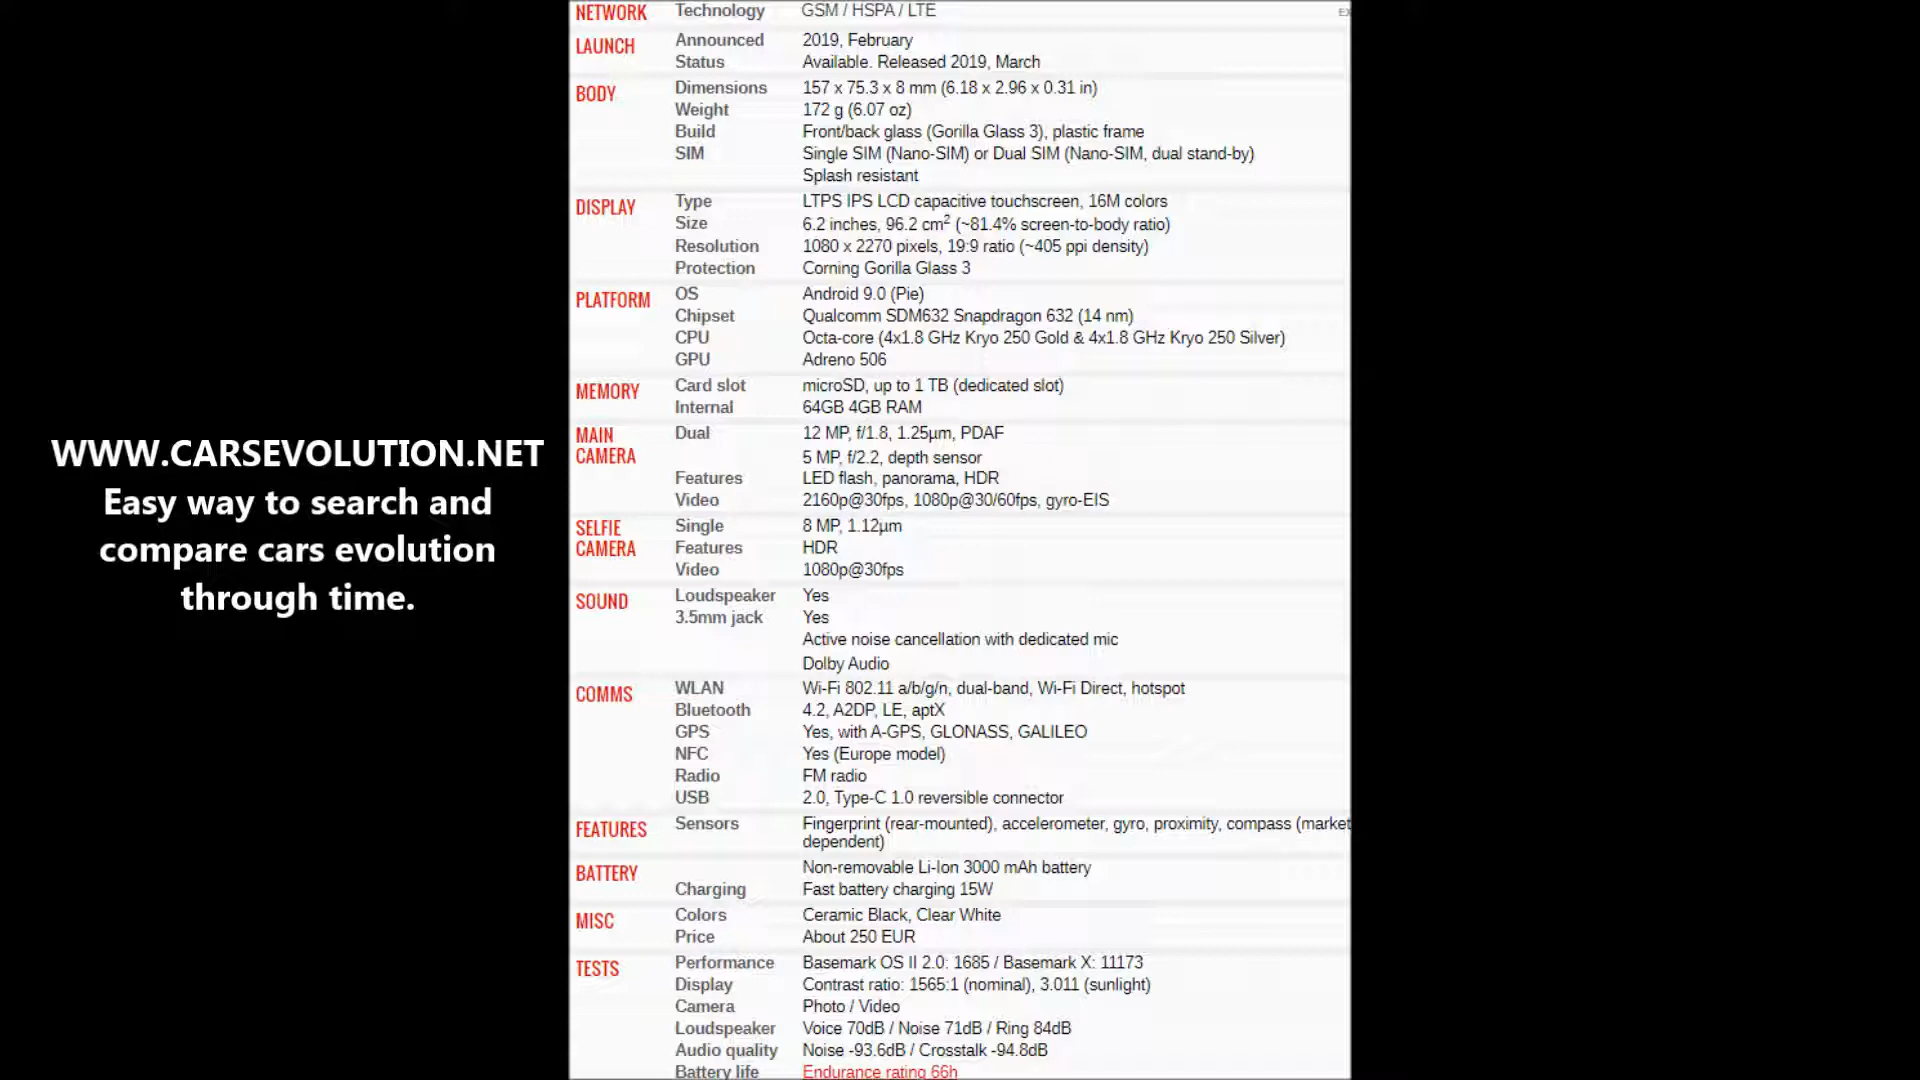 NETWORK Technology GSM / HSPA / LTE
LAUNCH Announced 2019, February
Status Available. Released 2019, March
BODY Dimensions 157 x 75.3 x 8 mm (6.18 x 2.96 x 0.31 in)
Weight 172 g (6.07 oz)
Build Front/back glass (Gorilla Glass 3), plastic frame
SIM Single SIM (Nano-SIM) or Dual SIM (Nano-SIM, dual stand-by)
Splash resistant
DISPLAY Type LTPS IPS LCD capacitive touchscreen, 16M colors
Size 6.2 inches, 96.2 cm2 (~81.4% screen-to-body ratio)
Resolution 1080 x 2270 pixels, 19:9 ratio (~405 ppi density)
Protection Corning Gorilla Glass 3
PLATFORM OS Android 9.0 (Pie)
Chipset Qualcomm SDM632 Snapdragon 632 (14 nm)
CPU Octa-core (4x1.8 GHz Kryo 250 Gold & 4x1.8 GHz Kryo 250 Silver)
GPU Adreno 506
MEMORY Card slot microSD, up to 1 TB (dedicated slot)
Internal 64GB 4GB RAM
MAIN CAMERA Dual 12 MP, f/1.8, 1.25µm, PDAF
5 MP, f/2.2, depth sensor
Features LED flash, panorama, HDR
Video 2160p@30fps, 1080p@30/60fps, gyro-EIS
SELFIE CAMERA Single 8 MP, 1.12µm
Features HDR
Video 1080p@30fps
SOUND Loudspeaker Yes
3.5mm jack Yes
Active noise cancellation with dedicated mic
Dolby Audio
COMMS WLAN Wi-Fi 802.11 a/b/g/n, dual-band, Wi-Fi Direct, hotspot
Bluetooth 4.2, A2DP, LE, aptX
GPS Yes, with A-GPS, GLONASS, GALILEO
NFC Yes (Europe model)
Radio FM radio
USB 2.0, Type-C 1.0 reversible connector
FEATURES Sensors Fingerprint (rear-mounted), accelerometer, gyro, proximity, compass (market
dependent)
BATTERY Non-removable Li-Ion 3000 mAh battery
Charging Fast battery charging 15W
MISC Colors Ceramic Black, Clear White
Price About 250 EUR
TESTS Performance Basemark OS II 2.0: 1685 / Basemark X: 11173
Display Contrast ratio: 1565:1 (nominal), 3.011 (sunlight)
Camera Photo / Video
Loudspeaker Voice 70dB / Noise 71dB / Ring 84dB
Audio quality Noise -93.6dB / Crosstalk -94.8dB
Battery life Endurance rating 66h
WWW.CARSEVOLUTION.NET
Easy way to search and
compare cars evolution
through time.